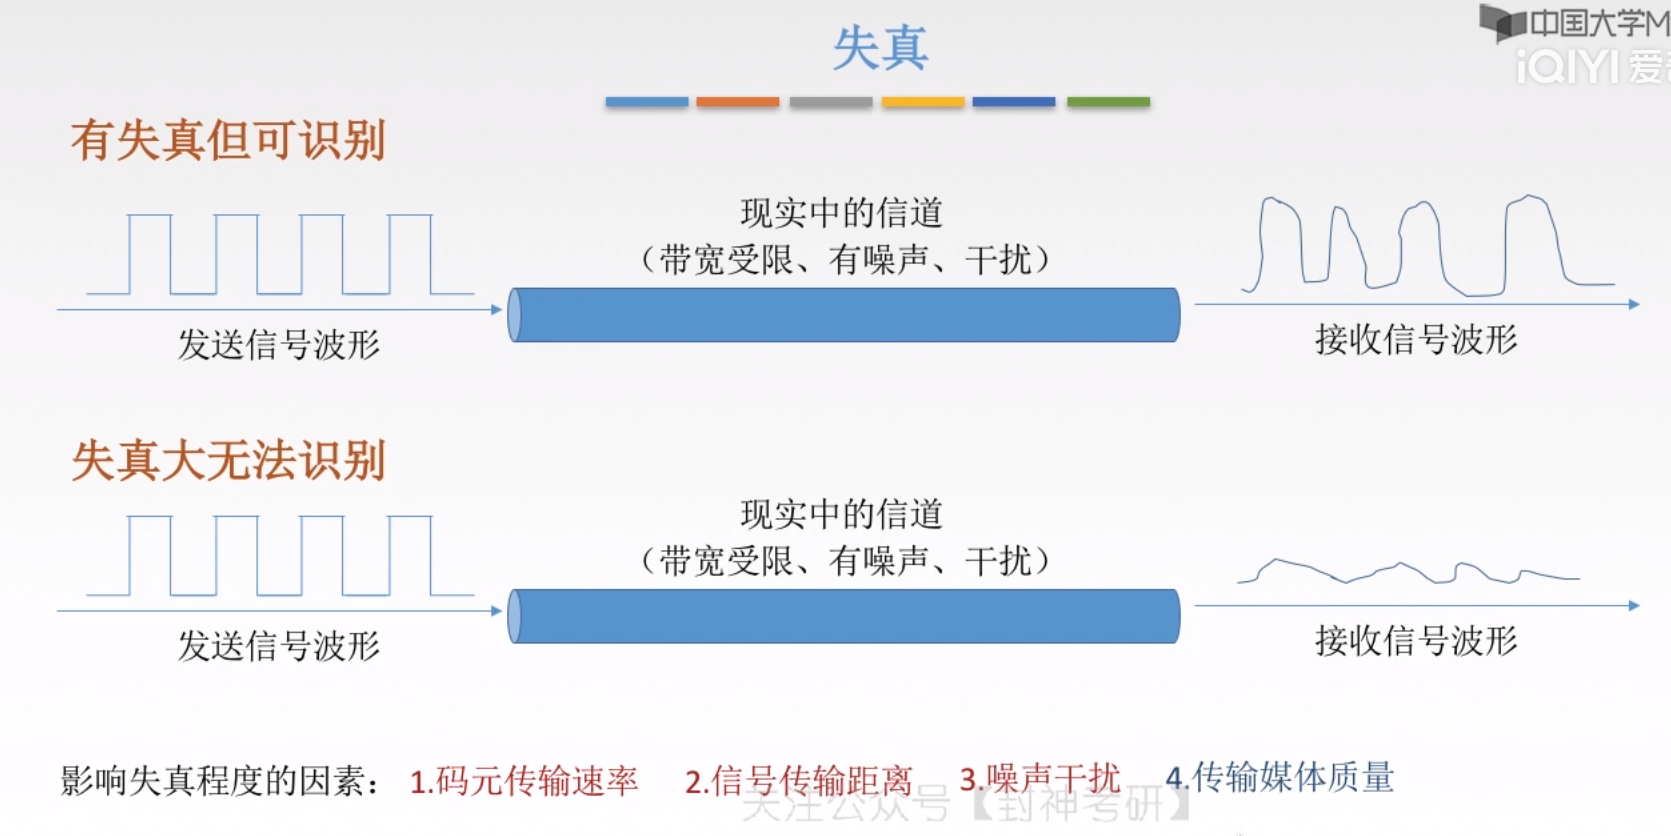 中国大学M
iQIYI 爱
失真
有失真但可识别
现实中的信道
（带宽受限、有噪声、干扰）
发送信号波形
接收信号波形
失真大无法识别
现实中的信道
（带宽受限、有噪声、干扰）
发送信号波形
接收信号波形
影响失真程度的因素： 1.码元传输速率 2.信号传输距离 3.噪声干扰 4.传输媒体质量
关注公众号【封神考研】